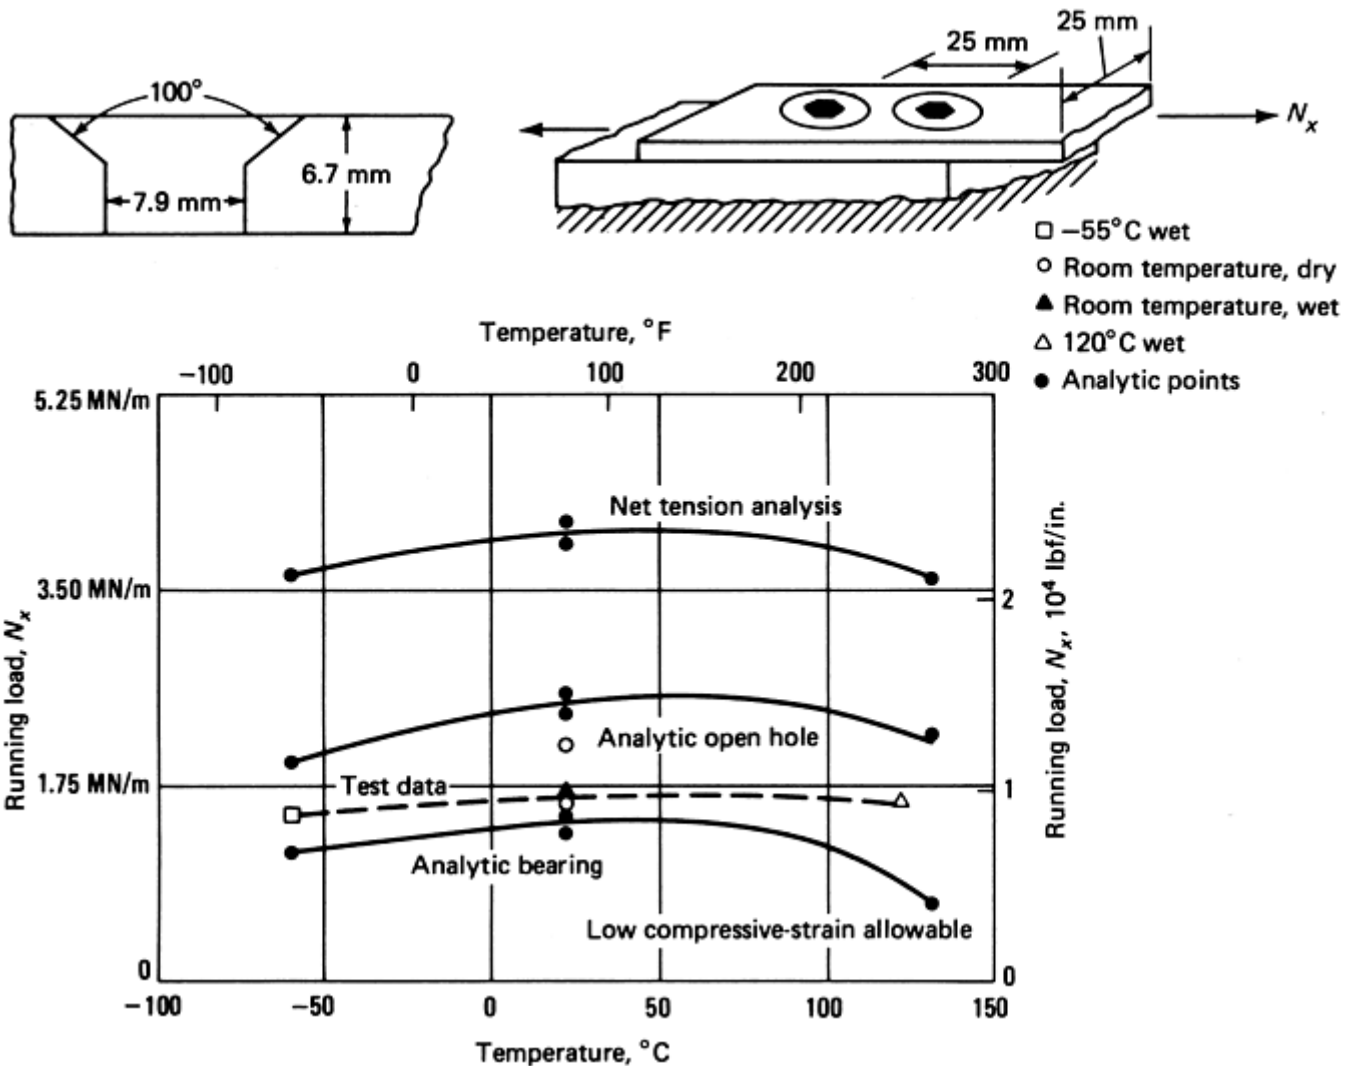 100°
6.7 mm
7.9 mm
25 mm
25 mm
Nx
−55°C wet
Room temperature, dry
Room temperature, wet
120°C wet
Analytic points
Temperature, °F
−100 0 100 200 300
5.25 MN/m
3.50 MN/m
1.75 MN/m
0
Running load, Nx
Net tension analysis
Analytic open hole
Test data
Analytic bearing
Low compressive-strain allowable
2
1
0
Running load, Nx, 10⁴ lbf/in.
−100 −50 0 50 100 150
Temperature, °C